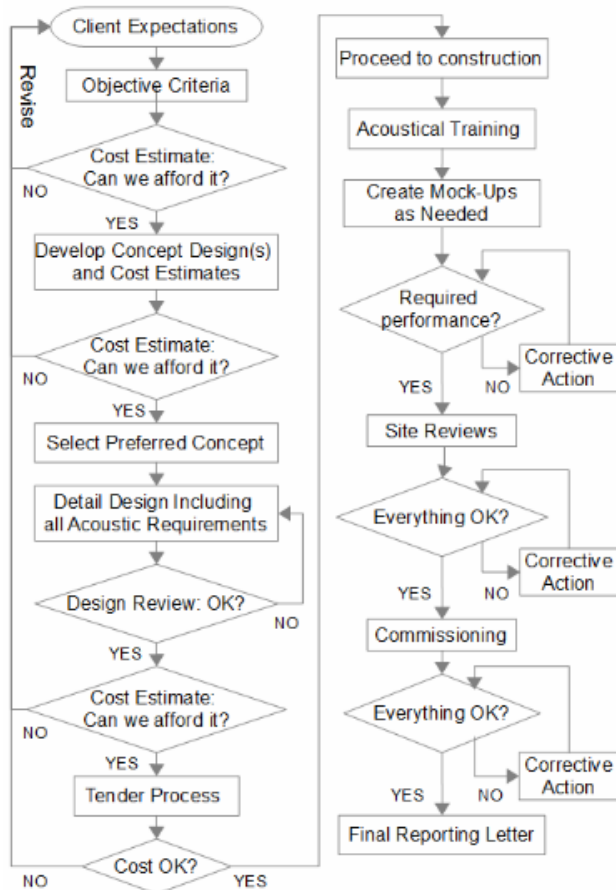 Client Expectations
Revise
Objective Criteria
Cost Estimate:
Can we afford it?
NO
YES
Develop Concept Design(s)
and Cost Estimates
Cost Estimate:
Can we afford it?
NO
YES
Select Preferred Concept
Detail Design Including
all Acoustic Requirements
Design Review: OK?
NO
YES
Cost Estimate:
Can we afford it?
NO
YES
Tender Process
Cost OK?
NO
YES
Proceed to construction
Acoustical Training
Create Mock-Ups
as Needed
Required
performance?
YES
NO
Corrective
Action
Site Reviews
Everything OK?
YES
NO
Corrective
Action
Commissioning
Everything OK?
YES
NO
Corrective
Action
Final Reporting Letter